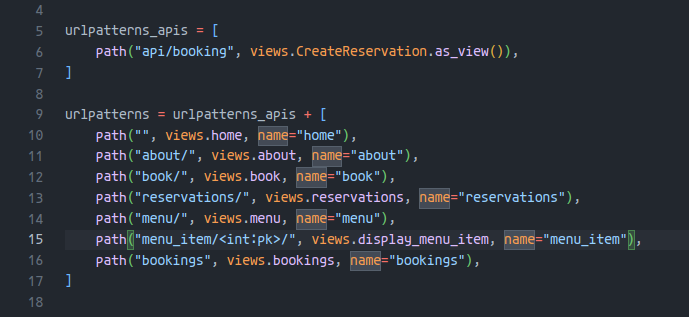 4
5 urlpatterns_apis = [
6     path("api/booking", views.CreateReservation.as_view()),
7 ]
8
9 urlpatterns = urlpatterns_apis + [
10     path("", views.home, name="home"),
11     path("about/", views.about, name="about"),
12     path("book/", views.book, name="book"),
13     path("reservations/", views.reservations, name="reservations"),
14     path("menu/", views.menu, name="menu"),
15     path("menu_item/<int:pk>/", views.display_menu_item, name="menu_item"),
16     path("bookings", views.bookings, name="bookings"),
17 ]
18